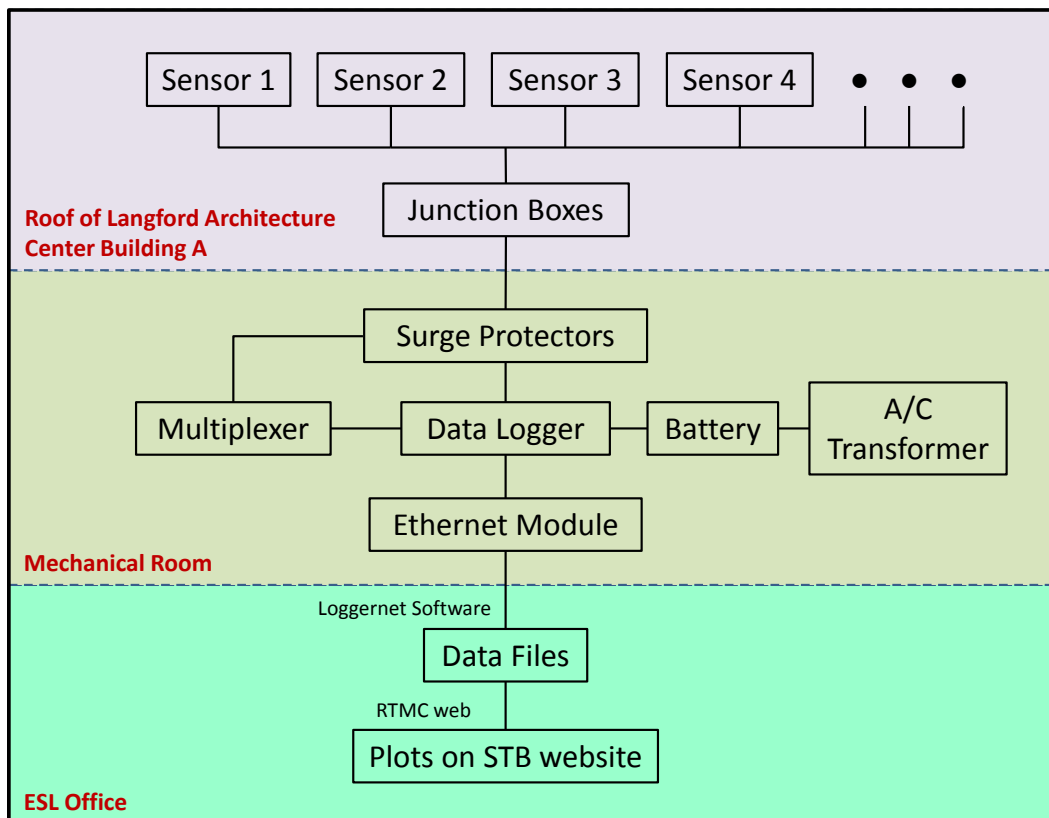 Sensor 1
Sensor 2
Sensor 3
Sensor 4
Junction Boxes
Roof of Langford Architecture
Center Building A
Surge Protectors
Multiplexer
Data Logger
Battery
A/C
Transformer
Ethernet Module
Mechanical Room
Loggernet Software
Data Files
RTMC web
Plots on STB website
ESL Office